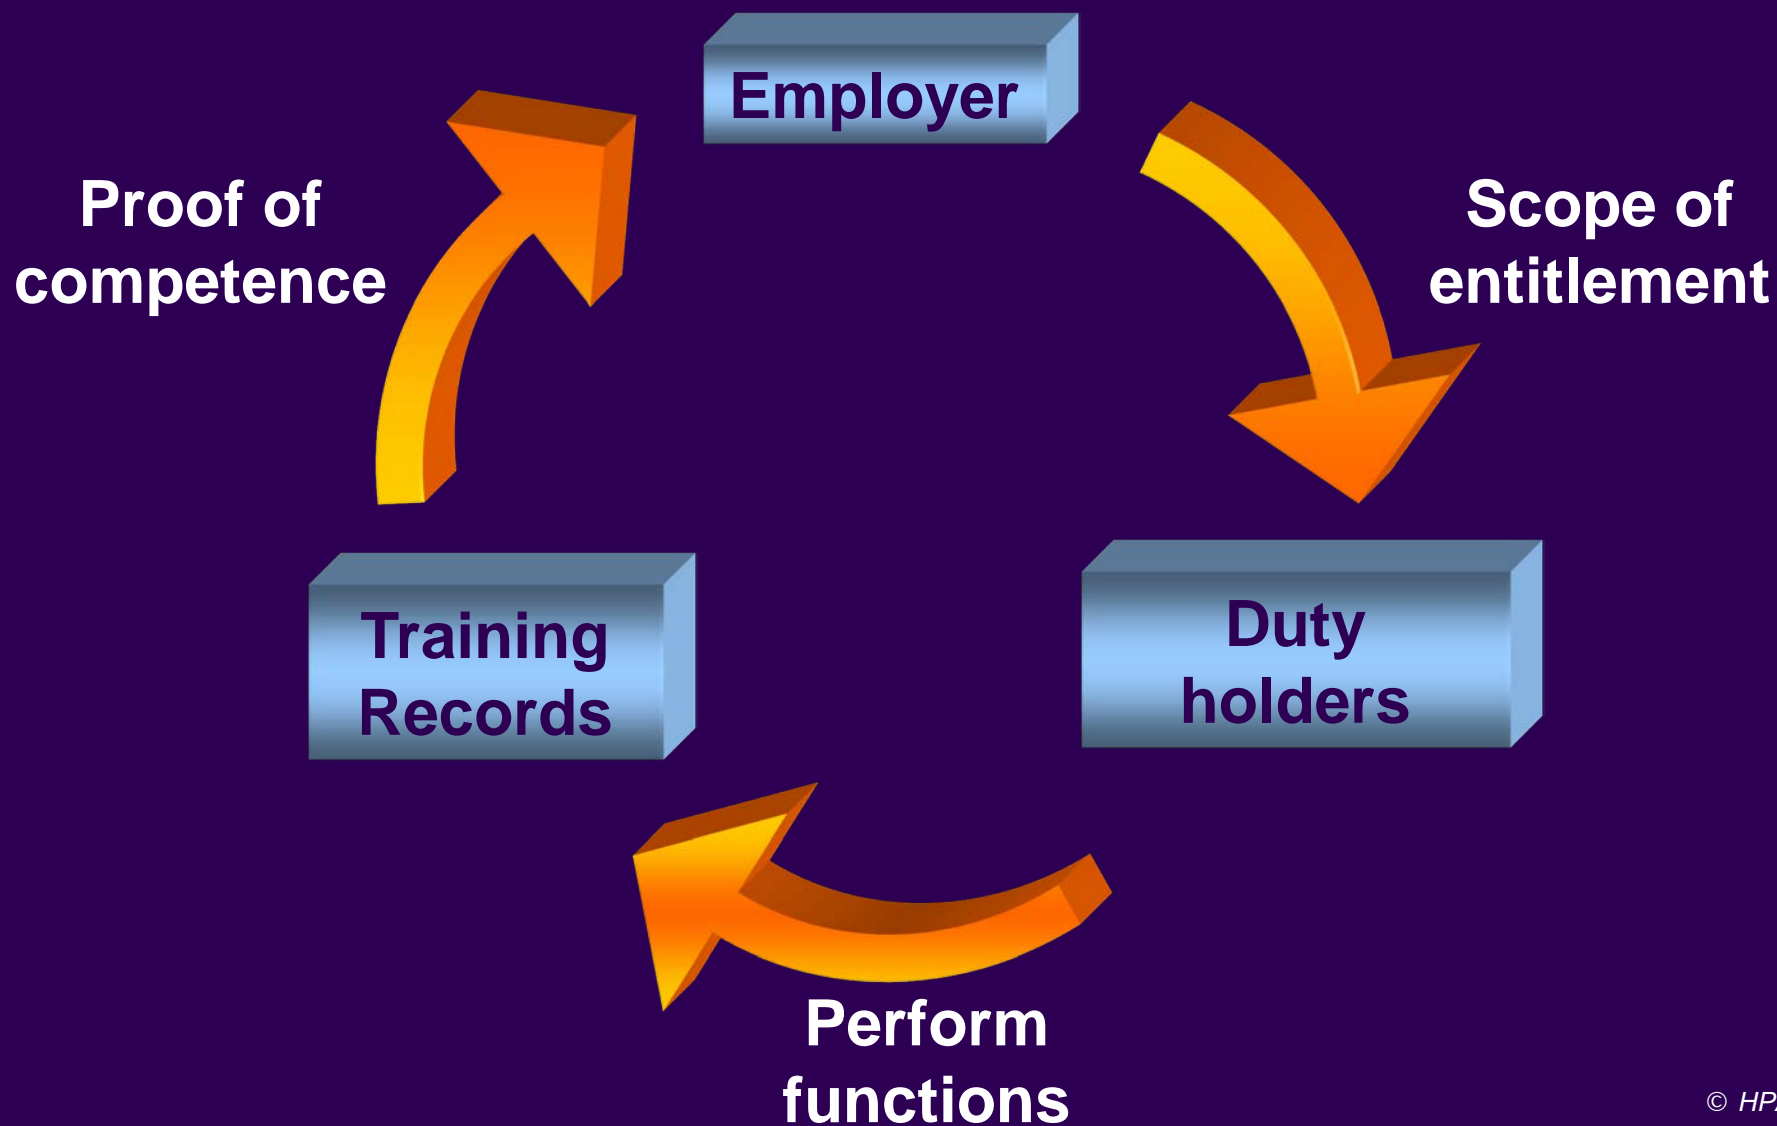 Employer
Proof of
competence
Scope of
entitlement
Training
Records
Duty
holders
Perform
functions
©